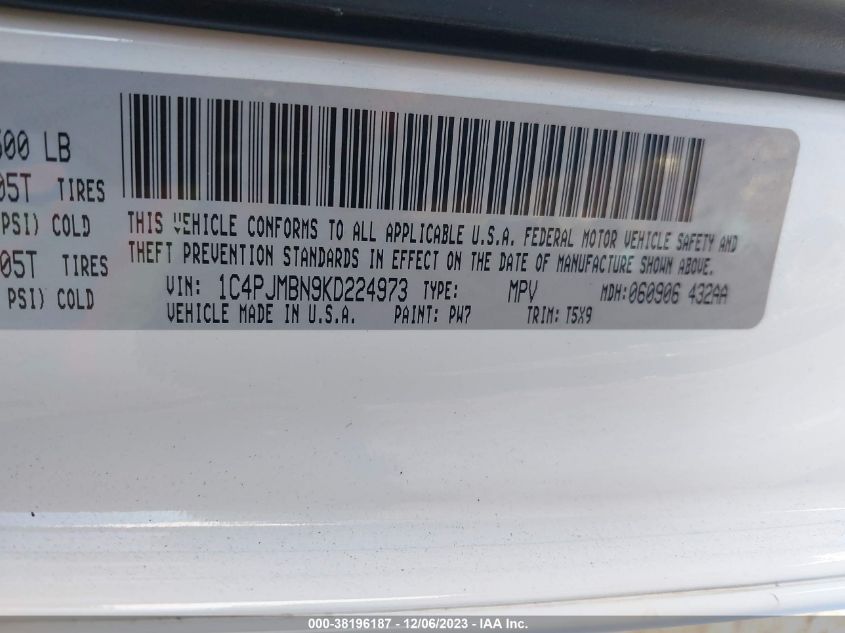 500 LB
05T TIRES
PSI) COLD
05T TIRES
PSI) COLD
THIS VEHICLE CONFORMS TO ALL APPLICABLE U.S.A. FEDERAL MOTOR VEHICLE SAFETY AND
THEFT PREVENTION STANDARDS IN EFFECT ON THE DATE OF MANUFACTURE SHOWN ABOVE.
VIN: 1C4PJMBN9KD224973 TYPE: MPV MDH:060906 432AA
VEHICLE MADE IN U.S.A. PAINT: PW7 TRIM: T5X9
000-38196187 - 12/06/2023 - IAA Inc.